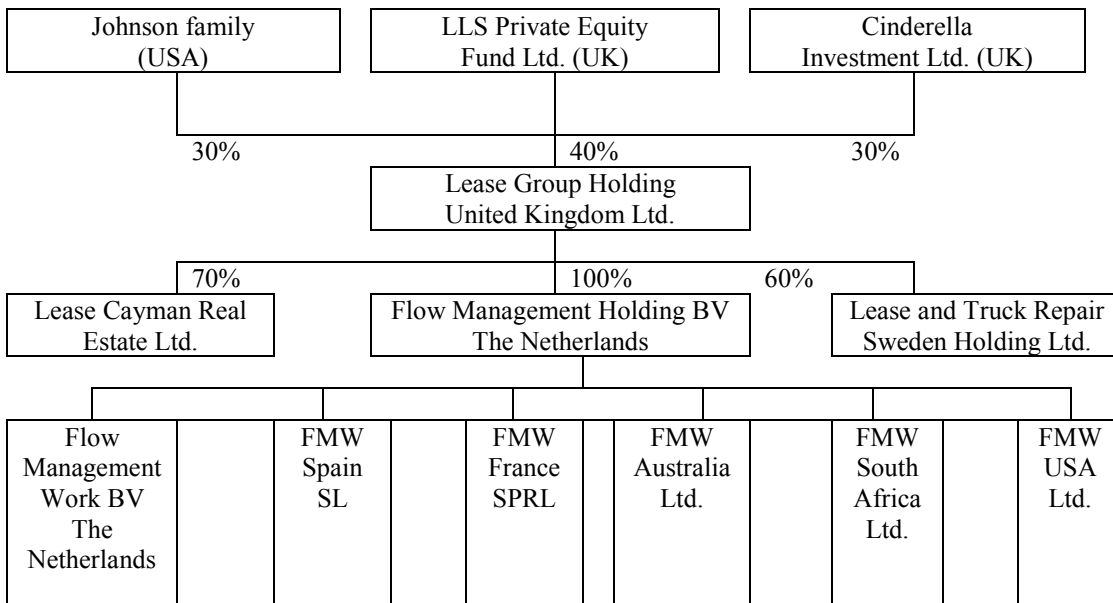 Johnson family
(USA)
LLS Private Equity
Fund Ltd. (UK)
Cinderella
Investment Ltd. (UK)
30%
40%
30%
Lease Group Holding
United Kingdom Ltd.
70%
100%
60%
Lease Cayman Real
Estate Ltd.
Flow Management Holding BV
The Netherlands
Lease and Truck Repair
Sweden Holding Ltd.
Flow
Management
Work BV
The
Netherlands
FMW
Spain
SL
FMW
France
SPRL
FMW
Australia
Ltd.
FMW
South
Africa
Ltd.
FMW
USA
Ltd.